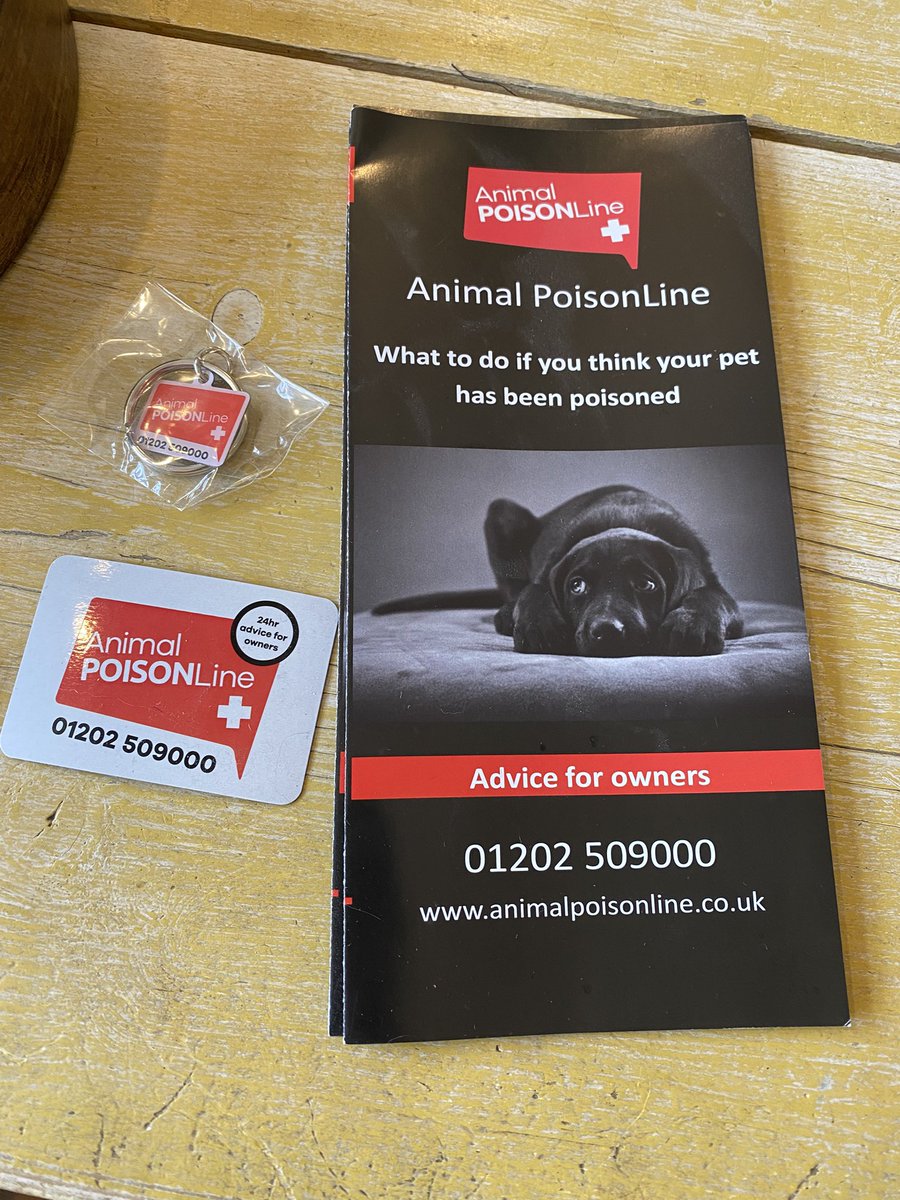 Animal
POISONLine
Animal PoisonLine
What to do if you think your pet
has been poisoned
Advice for owners
01202 509000
www.animalpoisonline.co.uk
Animal
POISONLine
01202 509000
24hr
advice for
owners
Animal
POISONLine
01202 509000